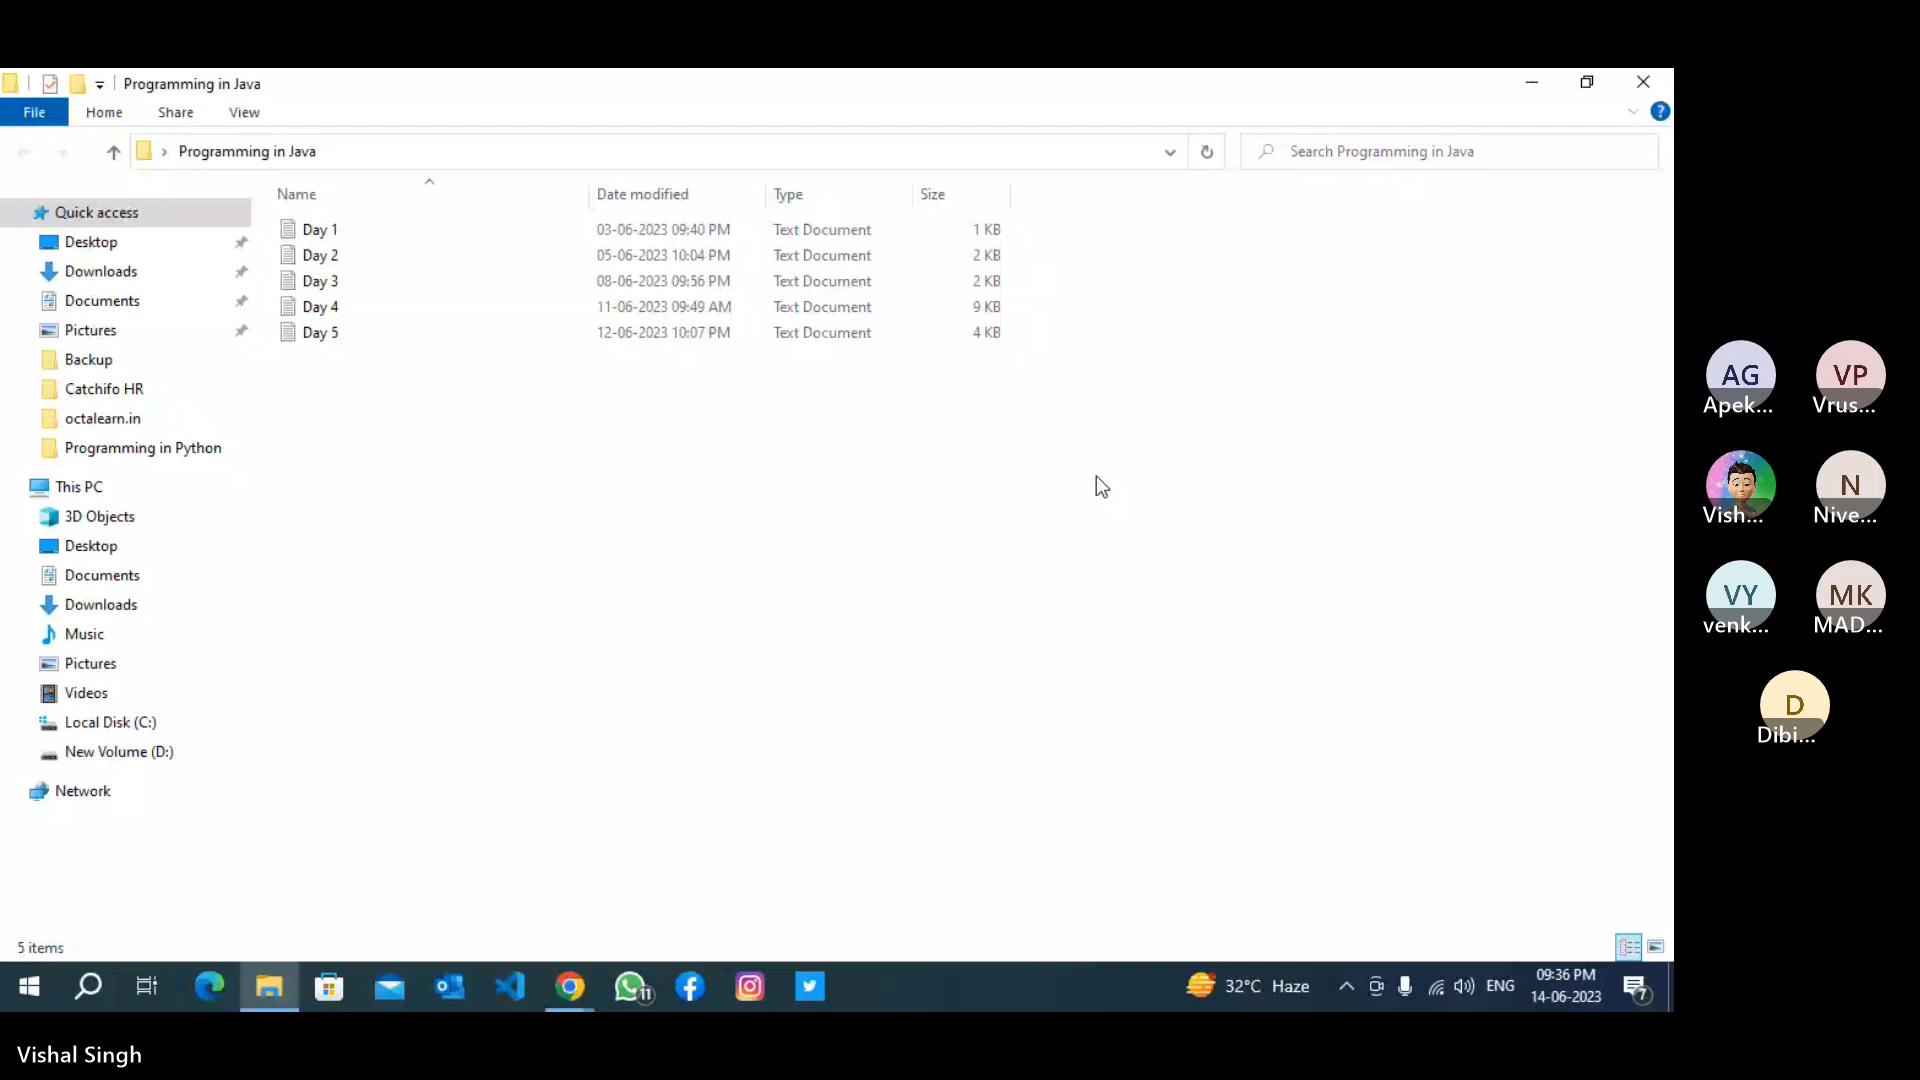 Programming in Java
File Home Share View
Programming in Java
Search Programming in Java
Name Date modified Type Size
Quick access
Desktop
Downloads
Documents
Pictures
Backup
Catchifo HR
octalearn.in
Programming in Python
This PC
3D Objects
Desktop
Documents
Downloads
Music
Pictures
Videos
Local Disk (C:)
New Volume (D:)
Network
Day 1 03-06-2023 09:40 PM Text Document 1 KB
Day 2 05-06-2023 10:04 PM Text Document 2 KB
Day 3 08-06-2023 09:56 PM Text Document 2 KB
Day 4 11-06-2023 09:49 AM Text Document 9 KB
Day 5 12-06-2023 10:07 PM Text Document 4 KB
5 items
11
32°C Haze
ENG
09:36 PM
14-06-2023
7
AG VP
Apek... Vrus...
N
Vish... Nive...
VY MK
venk... MAD...
D
Dibi...
Vishal Singh